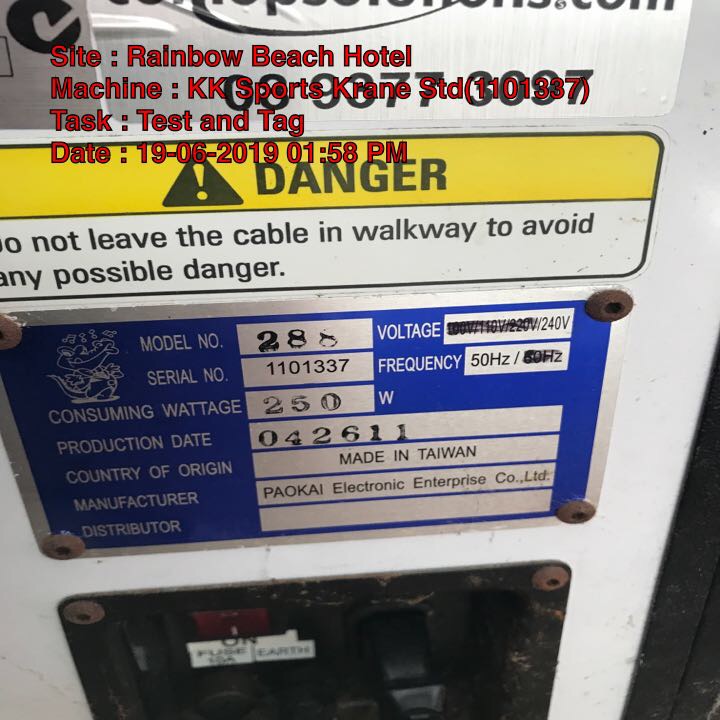 Site : Rainbow Beach Hotel
Machine : KK Sports Krane Std(1101337)
Task : Test and Tag
Date : 19-06-2019 01:58 PM
DANGER
Do not leave the cable in walkway to avoid
any possible danger.
MODEL NO. 288 VOLTAGE 100V/110V/220V/240V
SERIAL NO. 1101337 FREQUENCY 50Hz / 60Hz
CONSUMING WATTAGE 250 W
PRODUCTION DATE 042611
COUNTRY OF ORIGIN MADE IN TAIWAN
MANUFACTURER PAOKAI Electronic Enterprise Co.,Ltd.
DISTRIBUTOR
ON
FUSE EARTH
10A